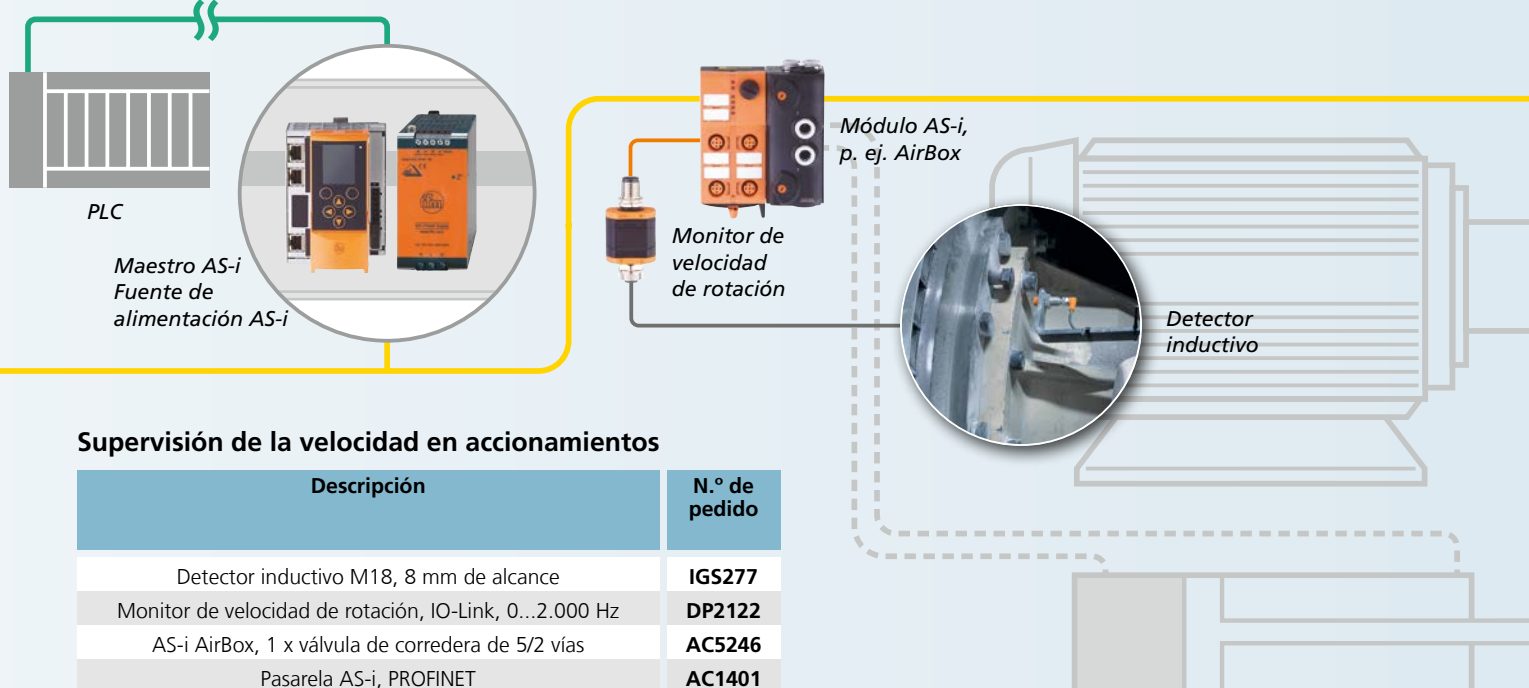 PLC
Maestro AS-i
Fuente de
alimentación AS-i
Módulo AS-i,
p. ej. AirBox
Monitor de
velocidad
de rotación
Detector
inductivo
Supervisión de la velocidad en accionamientos
Descripción
N.º de
pedido
Detector inductivo M18, 8 mm de alcance
IGS277
Monitor de velocidad de rotación, IO-Link, 0...2.000 Hz
DP2122
AS-i AirBox, 1 x válvula de corredera de 5/2 vías
AC5246
Pasarela AS-i, PROFINET
AC1401
ifm